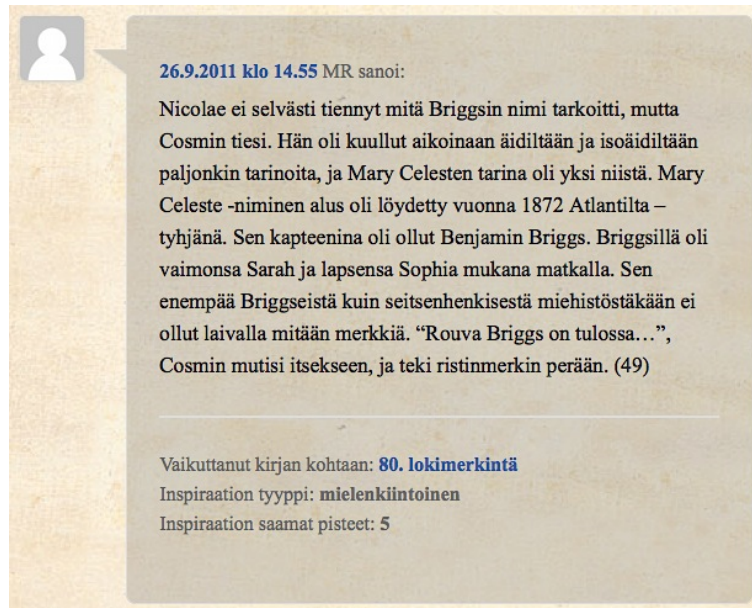 26.9.2011 klo 14.55 MR sanoi:
Nicolae ei selvästi tiennyt mitä Briggsin nimi tarkoitti, mutta
Cosmin tiesi. Hän oli kuullut aikoinaan äidiltään ja isoäidiltään
paljonkin tarinoita, ja Mary Celesten tarina oli yksi niistä. Mary
Celeste -niminen alus oli löydetty vuonna 1872 Atlantilta –
tyhjänä. Sen kapteenina oli ollut Benjamin Briggs. Briggsillä oli
vaimonsa Sarah ja lapsensa Sophia mukana matkalla. Sen
enempää Briggseistä kuin seitsenhenkisestä miehistöstäkään ei
ollut laivalla mitään merkkiä. “Rouva Briggs on tulossa…”,
Cosmin mutisi itsekseen, ja teki ristinmerkin perään. (49)
Vaikuttanut kirjan kohtaan: 80. lokimerkintä
Inspiraation tyyppi: mielenkiintoinen
Inspiraation saamat pisteet: 5